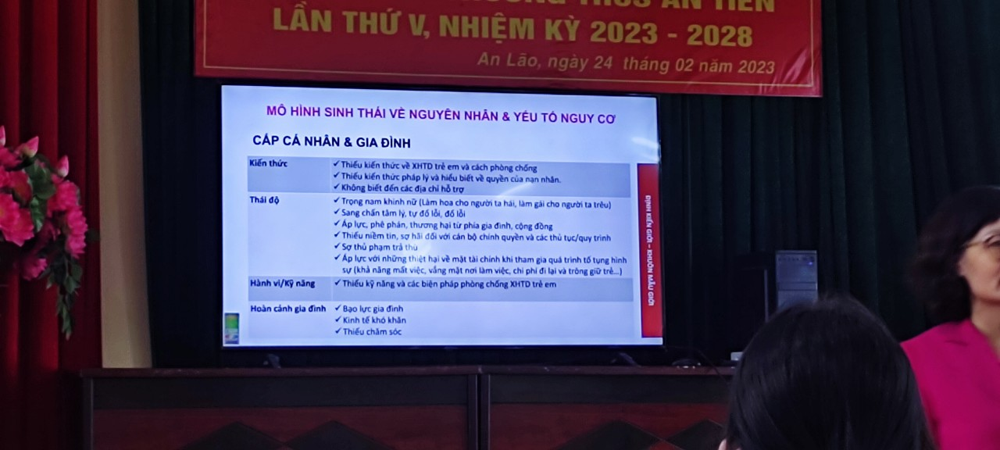 THCS AN TIẾN
LẦN THỨ V, NHIỆM KỲ 2023 - 2028
An Lão, ngày 24 tháng 02 năm 2023
MÔ HÌNH SINH THÁI VỀ NGUYÊN NHÂN & YẾU TỐ NGUY CƠ
CẤP CÁ NHÂN & GIA ĐÌNH
Kiến thức
✓ Thiếu kiến thức về XHTD trẻ em và cách phòng chống
✓ Thiếu kiến thức pháp lý và hiểu biết về quyền của nạn nhân.
✓ Không biết đến các địa chỉ hỗ trợ
Thái độ
✓ Trọng nam khinh nữ (Làm hoa cho người ta hái, làm gái cho người ta trêu)
✓ Sang chấn tâm lý, tự đổ lỗi, đổ lỗi
✓ Áp lực, phê phán, thương hại từ phía gia đình, cộng đồng
✓ Thiếu niềm tin, sợ hãi đối với cán bộ chính quyền và các thủ tục/quy trình
✓ Sợ thủ phạm trả thù
✓ Áp lực với những thiệt hại về mặt tài chính khi tham gia quá trình tố tụng hình
sự (khả năng mất việc, vắng mặt nơi làm việc, chi phí đi lại và trông giữ trẻ...)
Hành vi/Kỹ năng
✓ Thiếu kỹ năng và các biện pháp phòng chống XHTD trẻ em
Hoàn cảnh gia đình
✓ Bạo lực gia đình
✓ Kinh tế khó khăn
✓ Thiếu chăm sóc
ĐỊNH KIẾN GIỚI – KHUÔN MẪU GIỚI